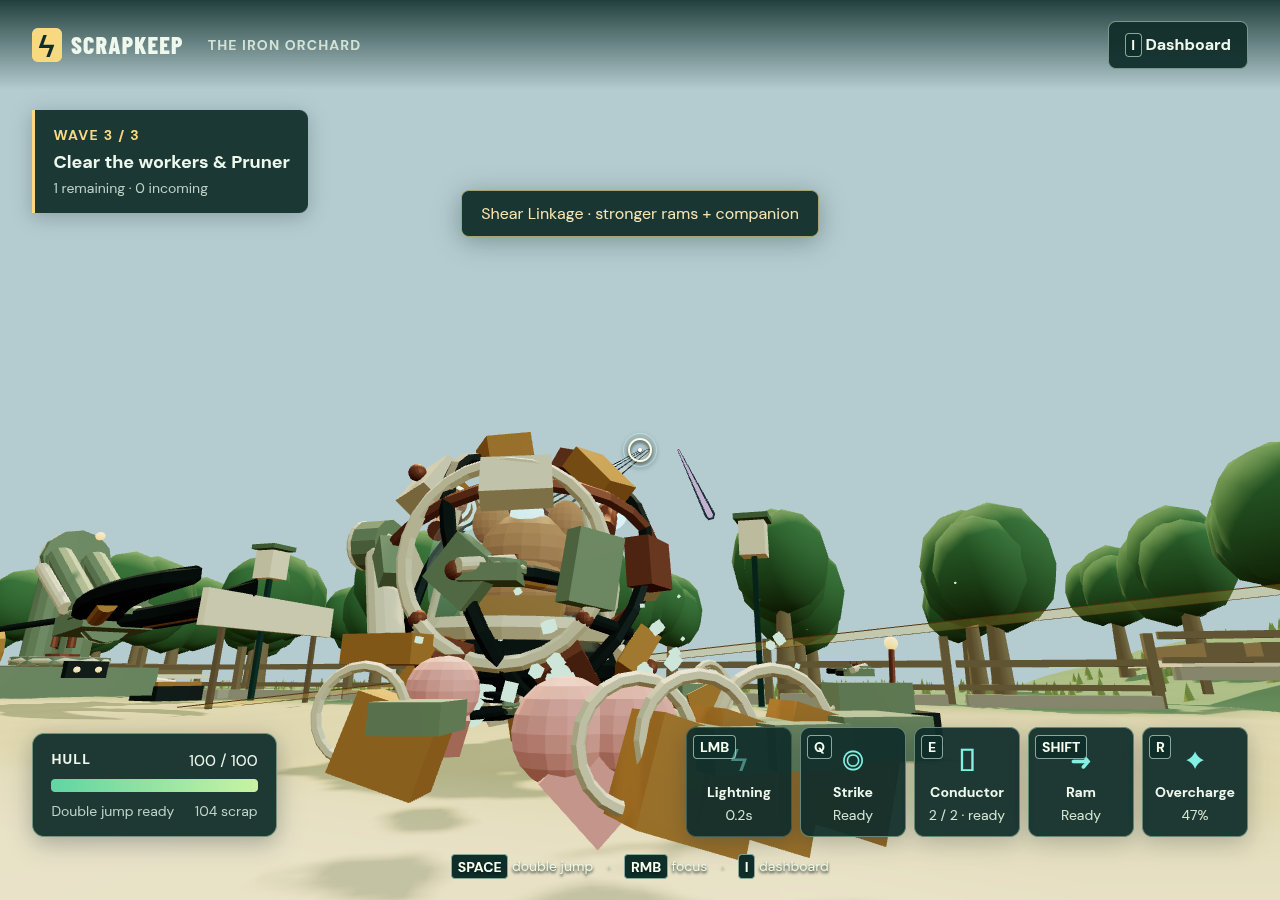 SCRAPKEEP
THE IRON ORCHARD
I Dashboard
WAVE 3 / 3
Clear the workers & Pruner
1 remaining · 0 incoming
Shear Linkage · stronger rams + companion
HULL 100 / 100
Double jump ready 104 scrap
LMB
Lightning
0.2s
Q
Strike
Ready
E
Conductor
2 / 2 · ready
SHIFT
Ram
Ready
R
Overcharge
47%
SPACE double jump · RMB focus · I dashboard